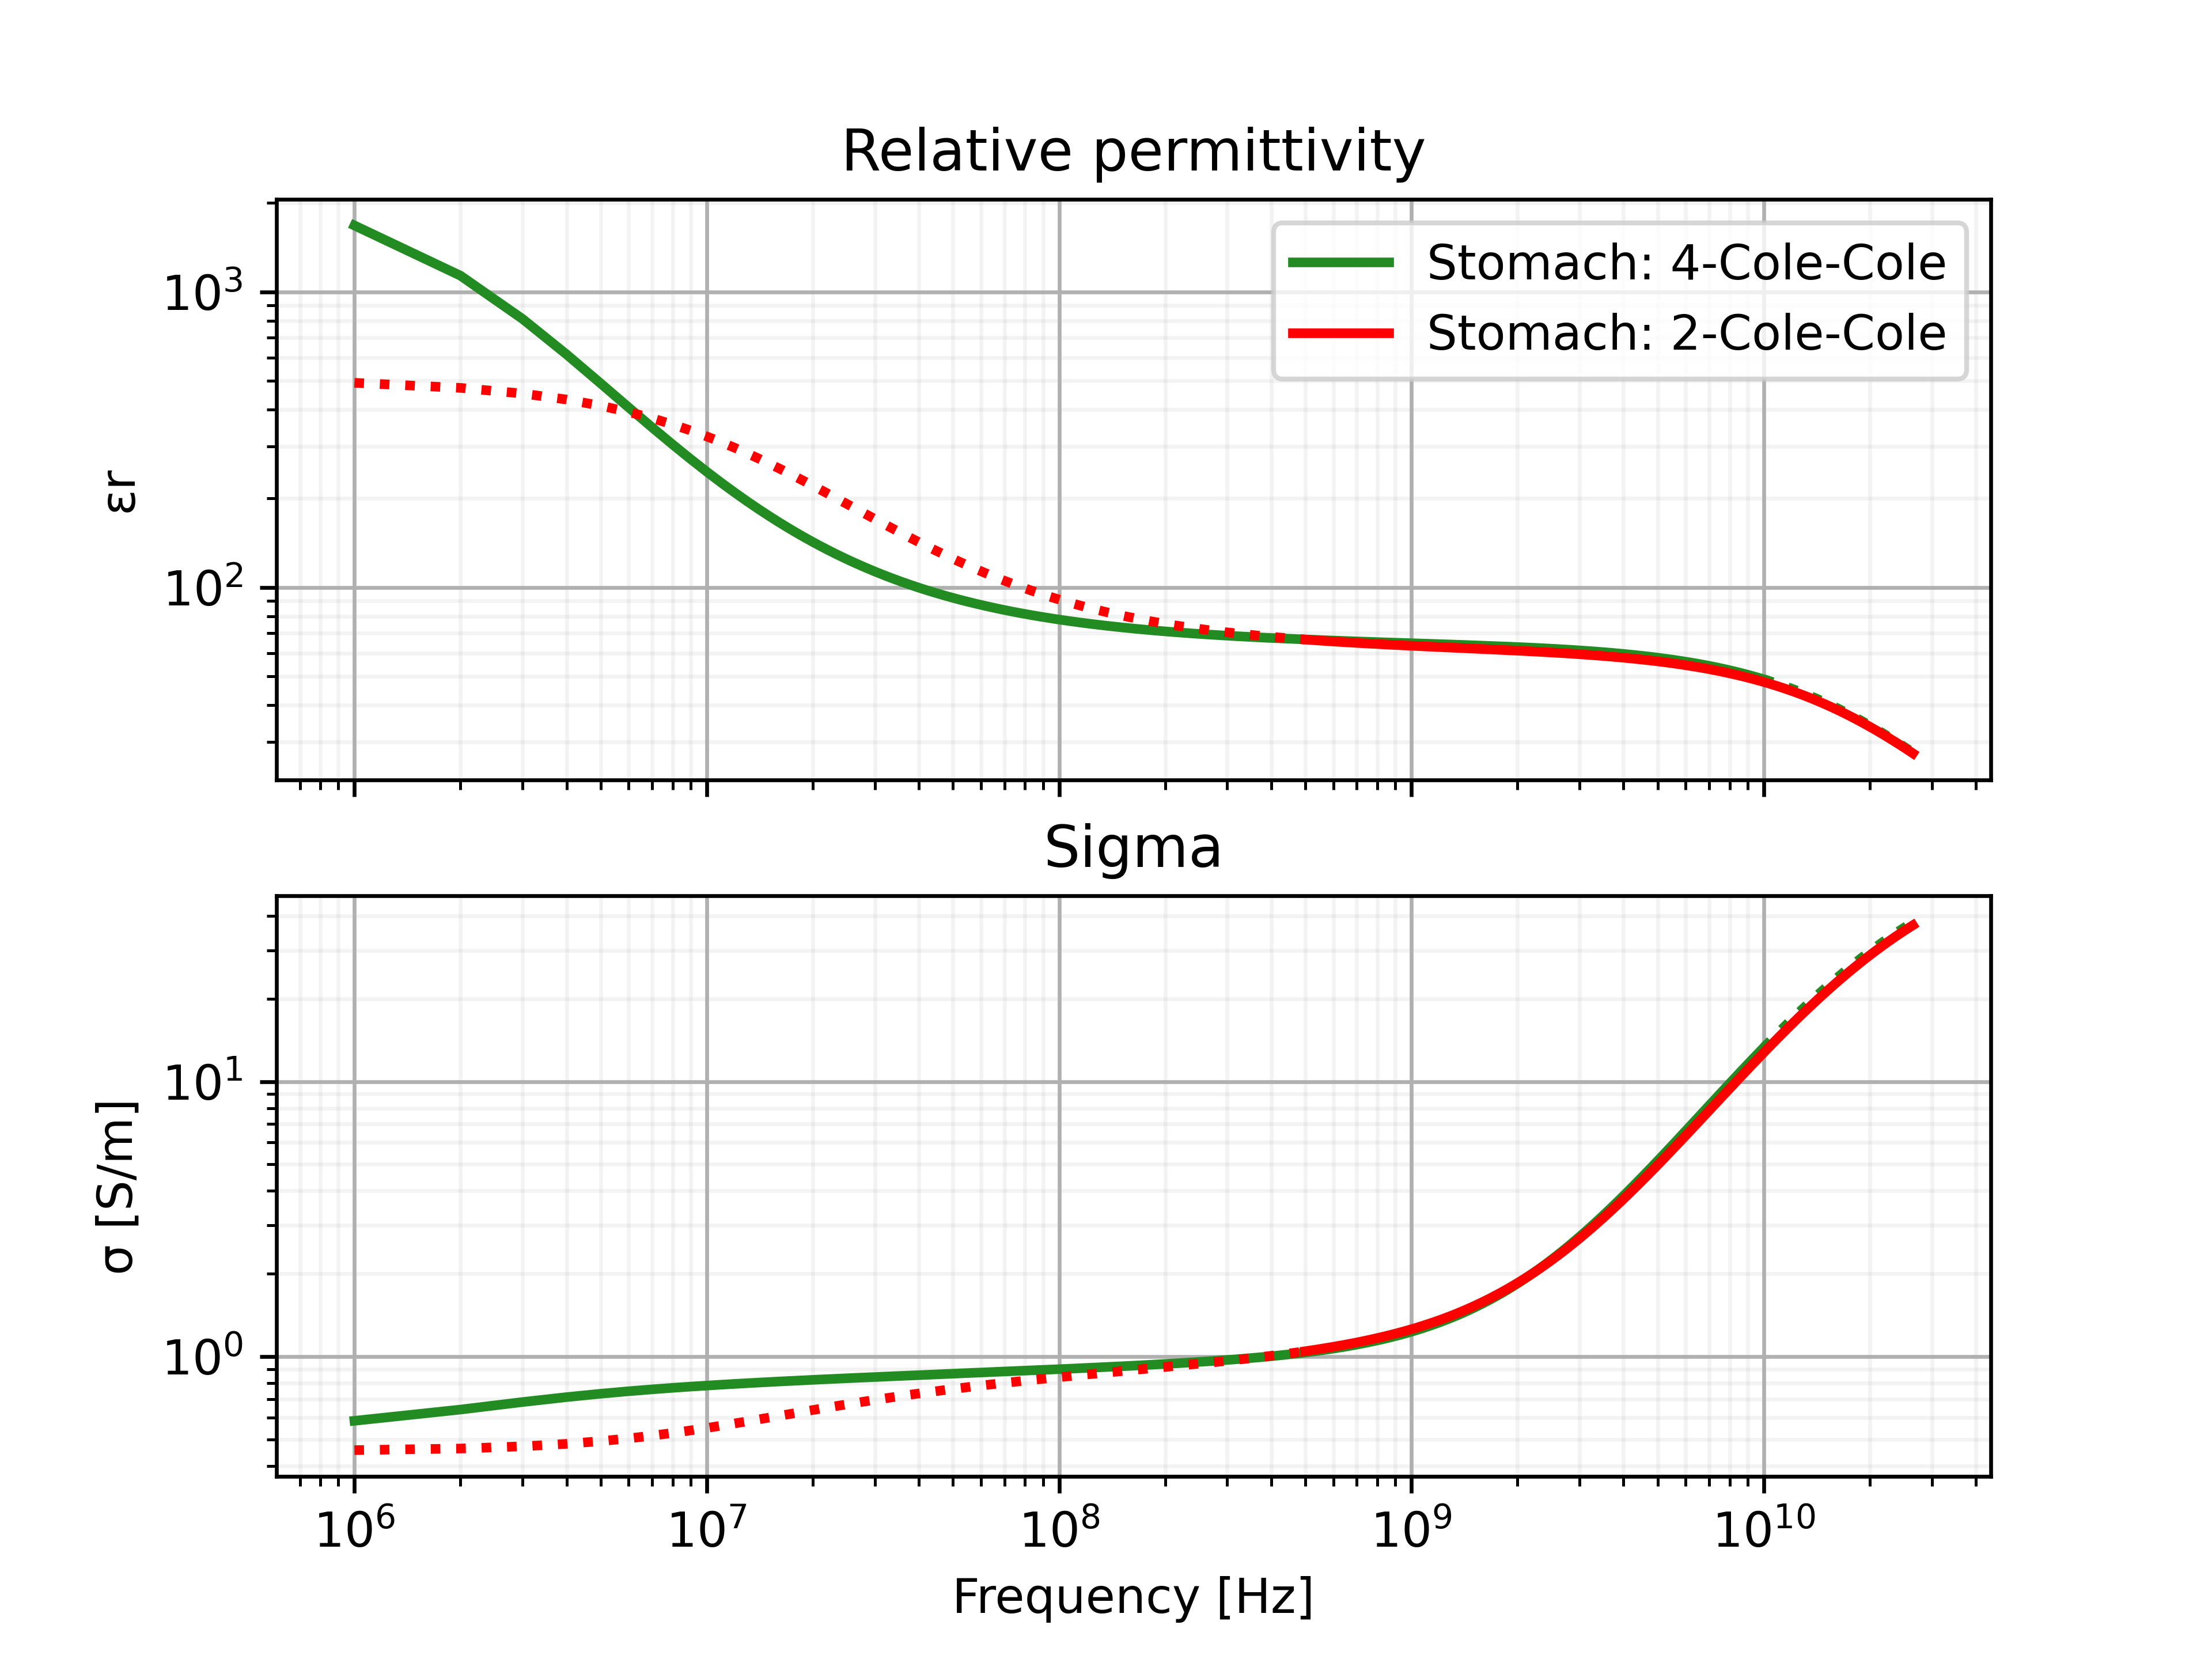 Relative permittivity
Stomach: 4-Cole-Cole
Stomach: 2-Cole-Cole
10³
10²
εr
Sigma
10¹
10⁰
σ [S/m]
10⁶ 10⁷ 10⁸ 10⁹ 10¹⁰
Frequency [Hz]